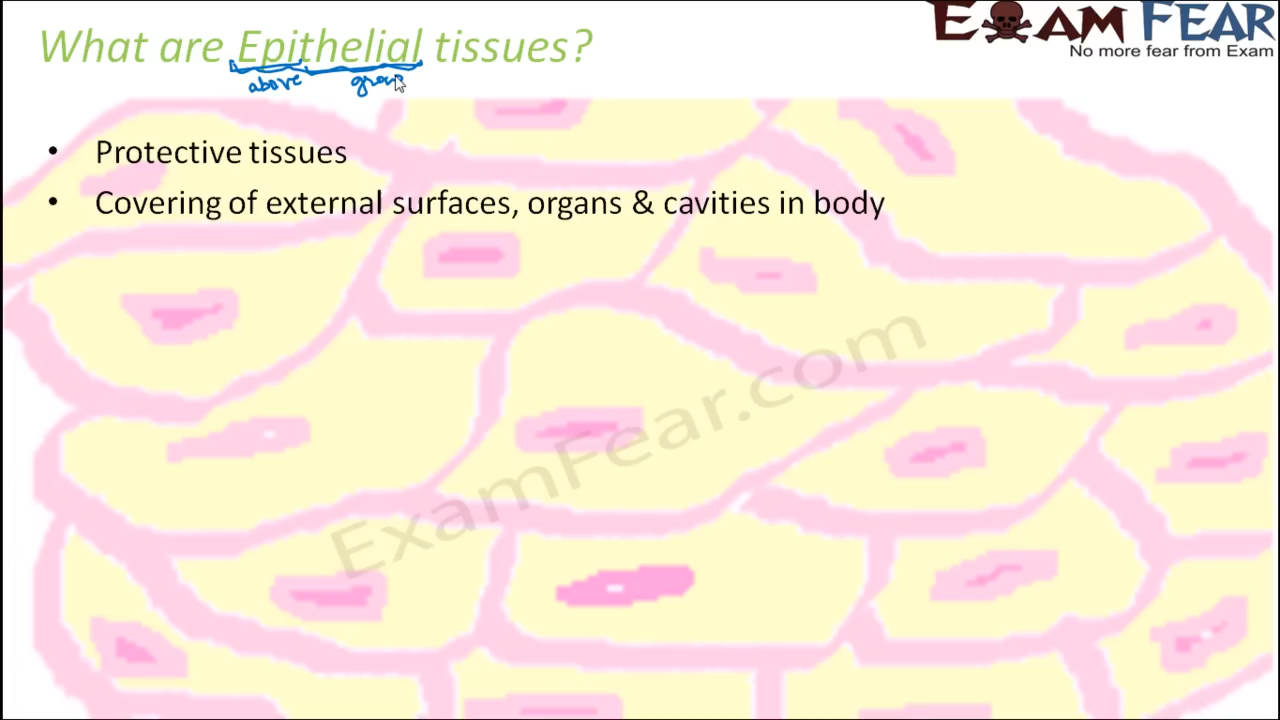 What are Epithelial tissues?
EXAM FEAR
No more fear from Exam
above
• Protective tissues
• Covering of external surfaces, organs & cavities in body
ExamFear.com